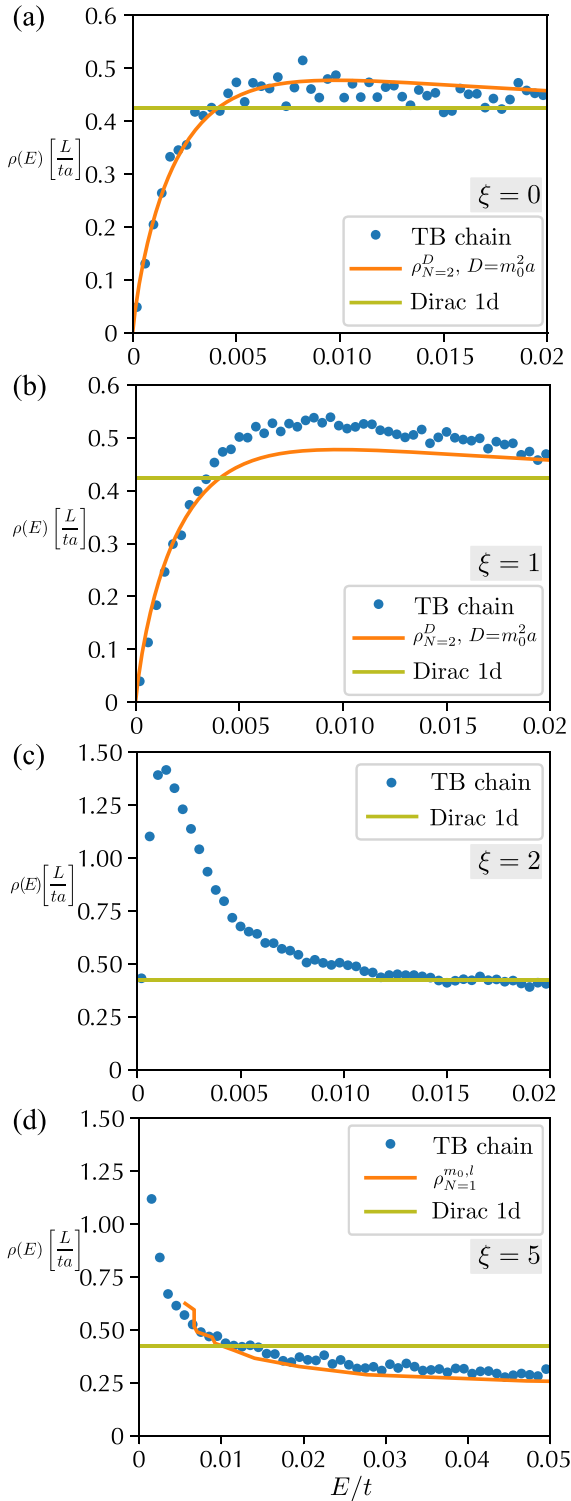 (a)
0.6
0.5
0.4
0.3
0.2
0.1
0
ρ(E) [L/ta]
ξ = 0
TB chain
ρ^D_{N=2}, D=m_0^2 a
Dirac 1d
0 0.005 0.010 0.015 0.02
(b)
0.6
0.5
0.4
0.3
0.2
0.1
0
ρ(E) [L/ta]
ξ = 1
TB chain
ρ^D_{N=2}, D=m_0^2 a
Dirac 1d
0 0.005 0.010 0.015 0.02
(c)
1.50
1.25
1.00
0.75
0.50
0.25
0
ρ(E) [L/ta]
TB chain
Dirac 1d
ξ = 2
0 0.005 0.010 0.015 0.02
(d)
1.50
1.25
1.00
0.75
0.50
0.25
0
ρ(E) [L/ta]
TB chain
ρ^{m_0,l}_{N=1}
Dirac 1d
ξ = 5
0 0.01 0.02 0.03 0.04 0.05
E/t